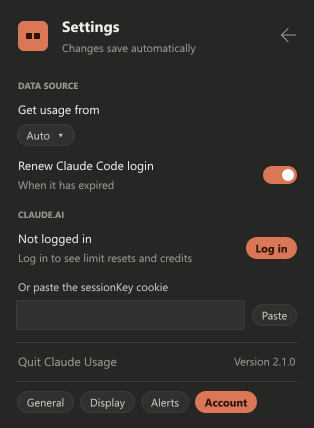 Settings
Changes save automatically
DATA SOURCE
Get usage from
Auto
Renew Claude Code login
When it has expired
CLAUDE.AI
Not logged in
Log in to see limit resets and credits
Log in
Or paste the sessionKey cookie
Paste
Quit Claude Usage
Version 2.1.0
General Display Alerts Account